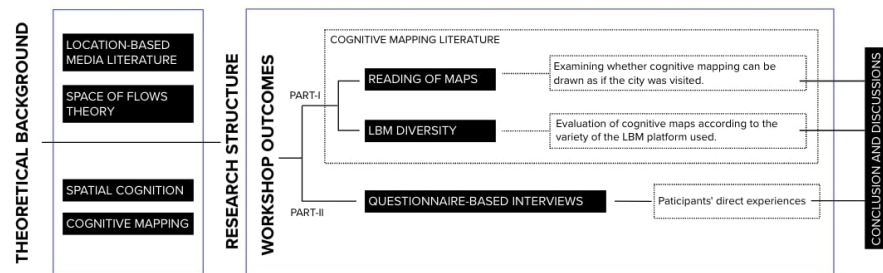 THEORETICAL BACKGROUND
LOCATION-BASED
MEDIA LITERATURE
SPACE OF FLOWS
THEORY
SPATIAL COGNITION
COGNITIVE MAPPING
RESEARCH STRUCTURE
WORKSHOP OUTCOMES
COGNITIVE MAPPING LITERATURE
PART-I
READING OF MAPS
Examining whether cognitive mapping can be
drawn as if the city was visited.
LBM DIVERSITY
Evaluation of cognitive maps according to the
variety of the LBM platform used.
PART-II
QUESTIONNAIRE-BASED INTERVIEWS
Paticipants' direct experiences
CONCLUSION AND DISCUSSIONS